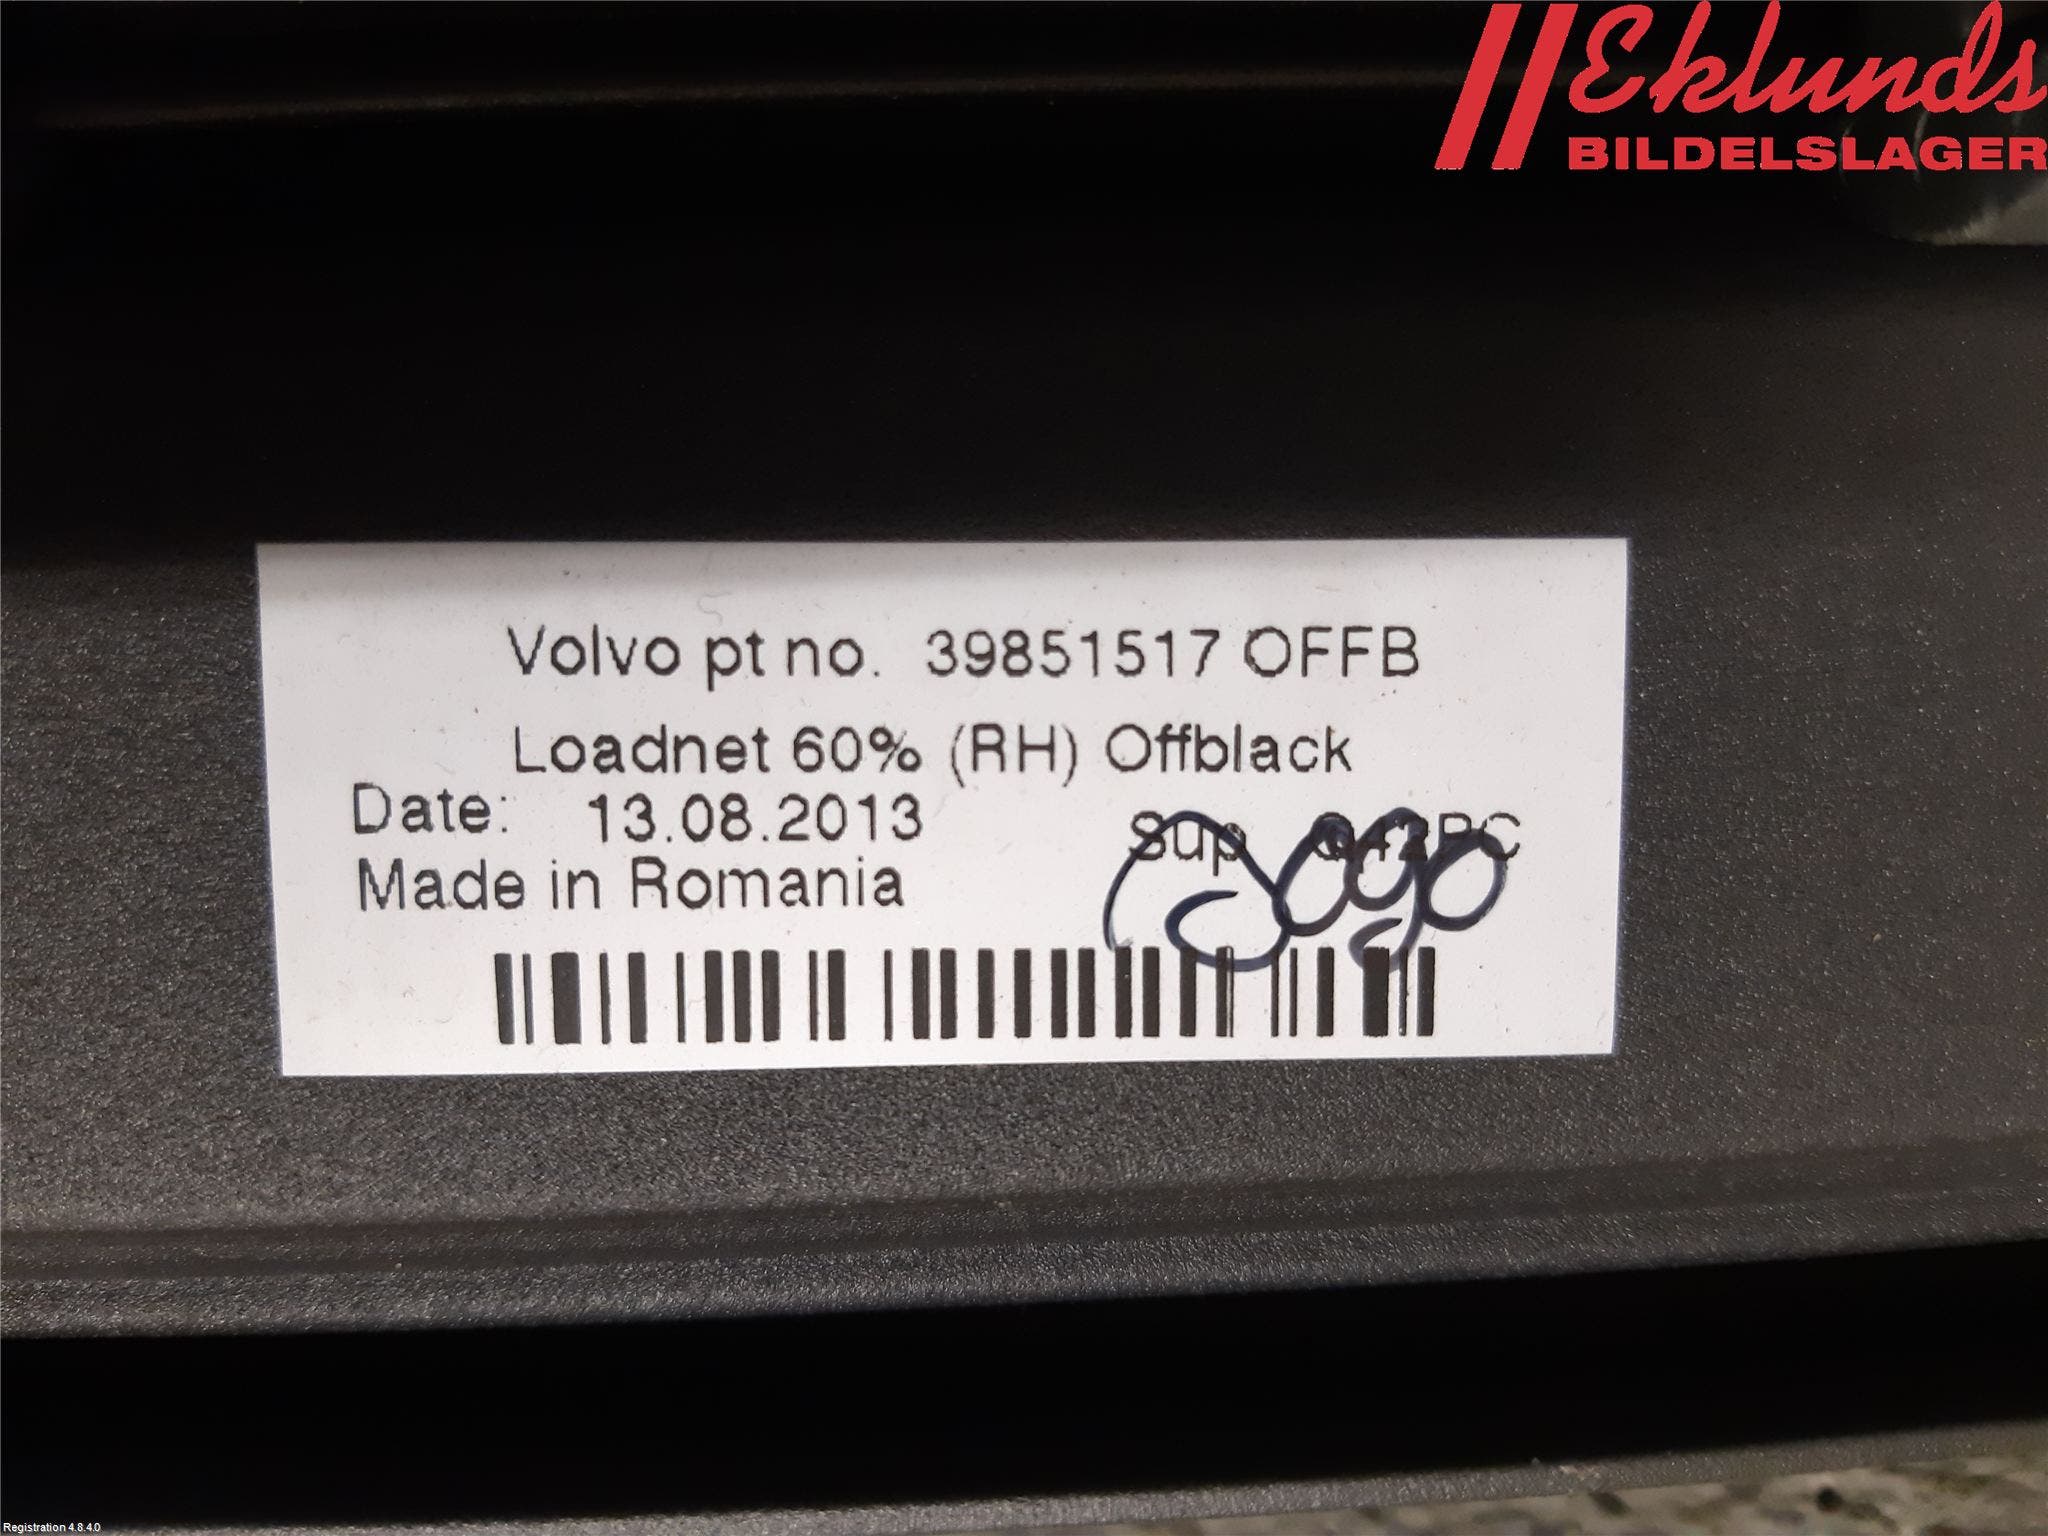 Eklunds
BILDELSLAGER
Volvo pt no. 39851517 OFFB
Loadnet 60% (RH) Offblack
Date: 13.08.2013
Sup
Made in Romania
Registration 4.8.4.0